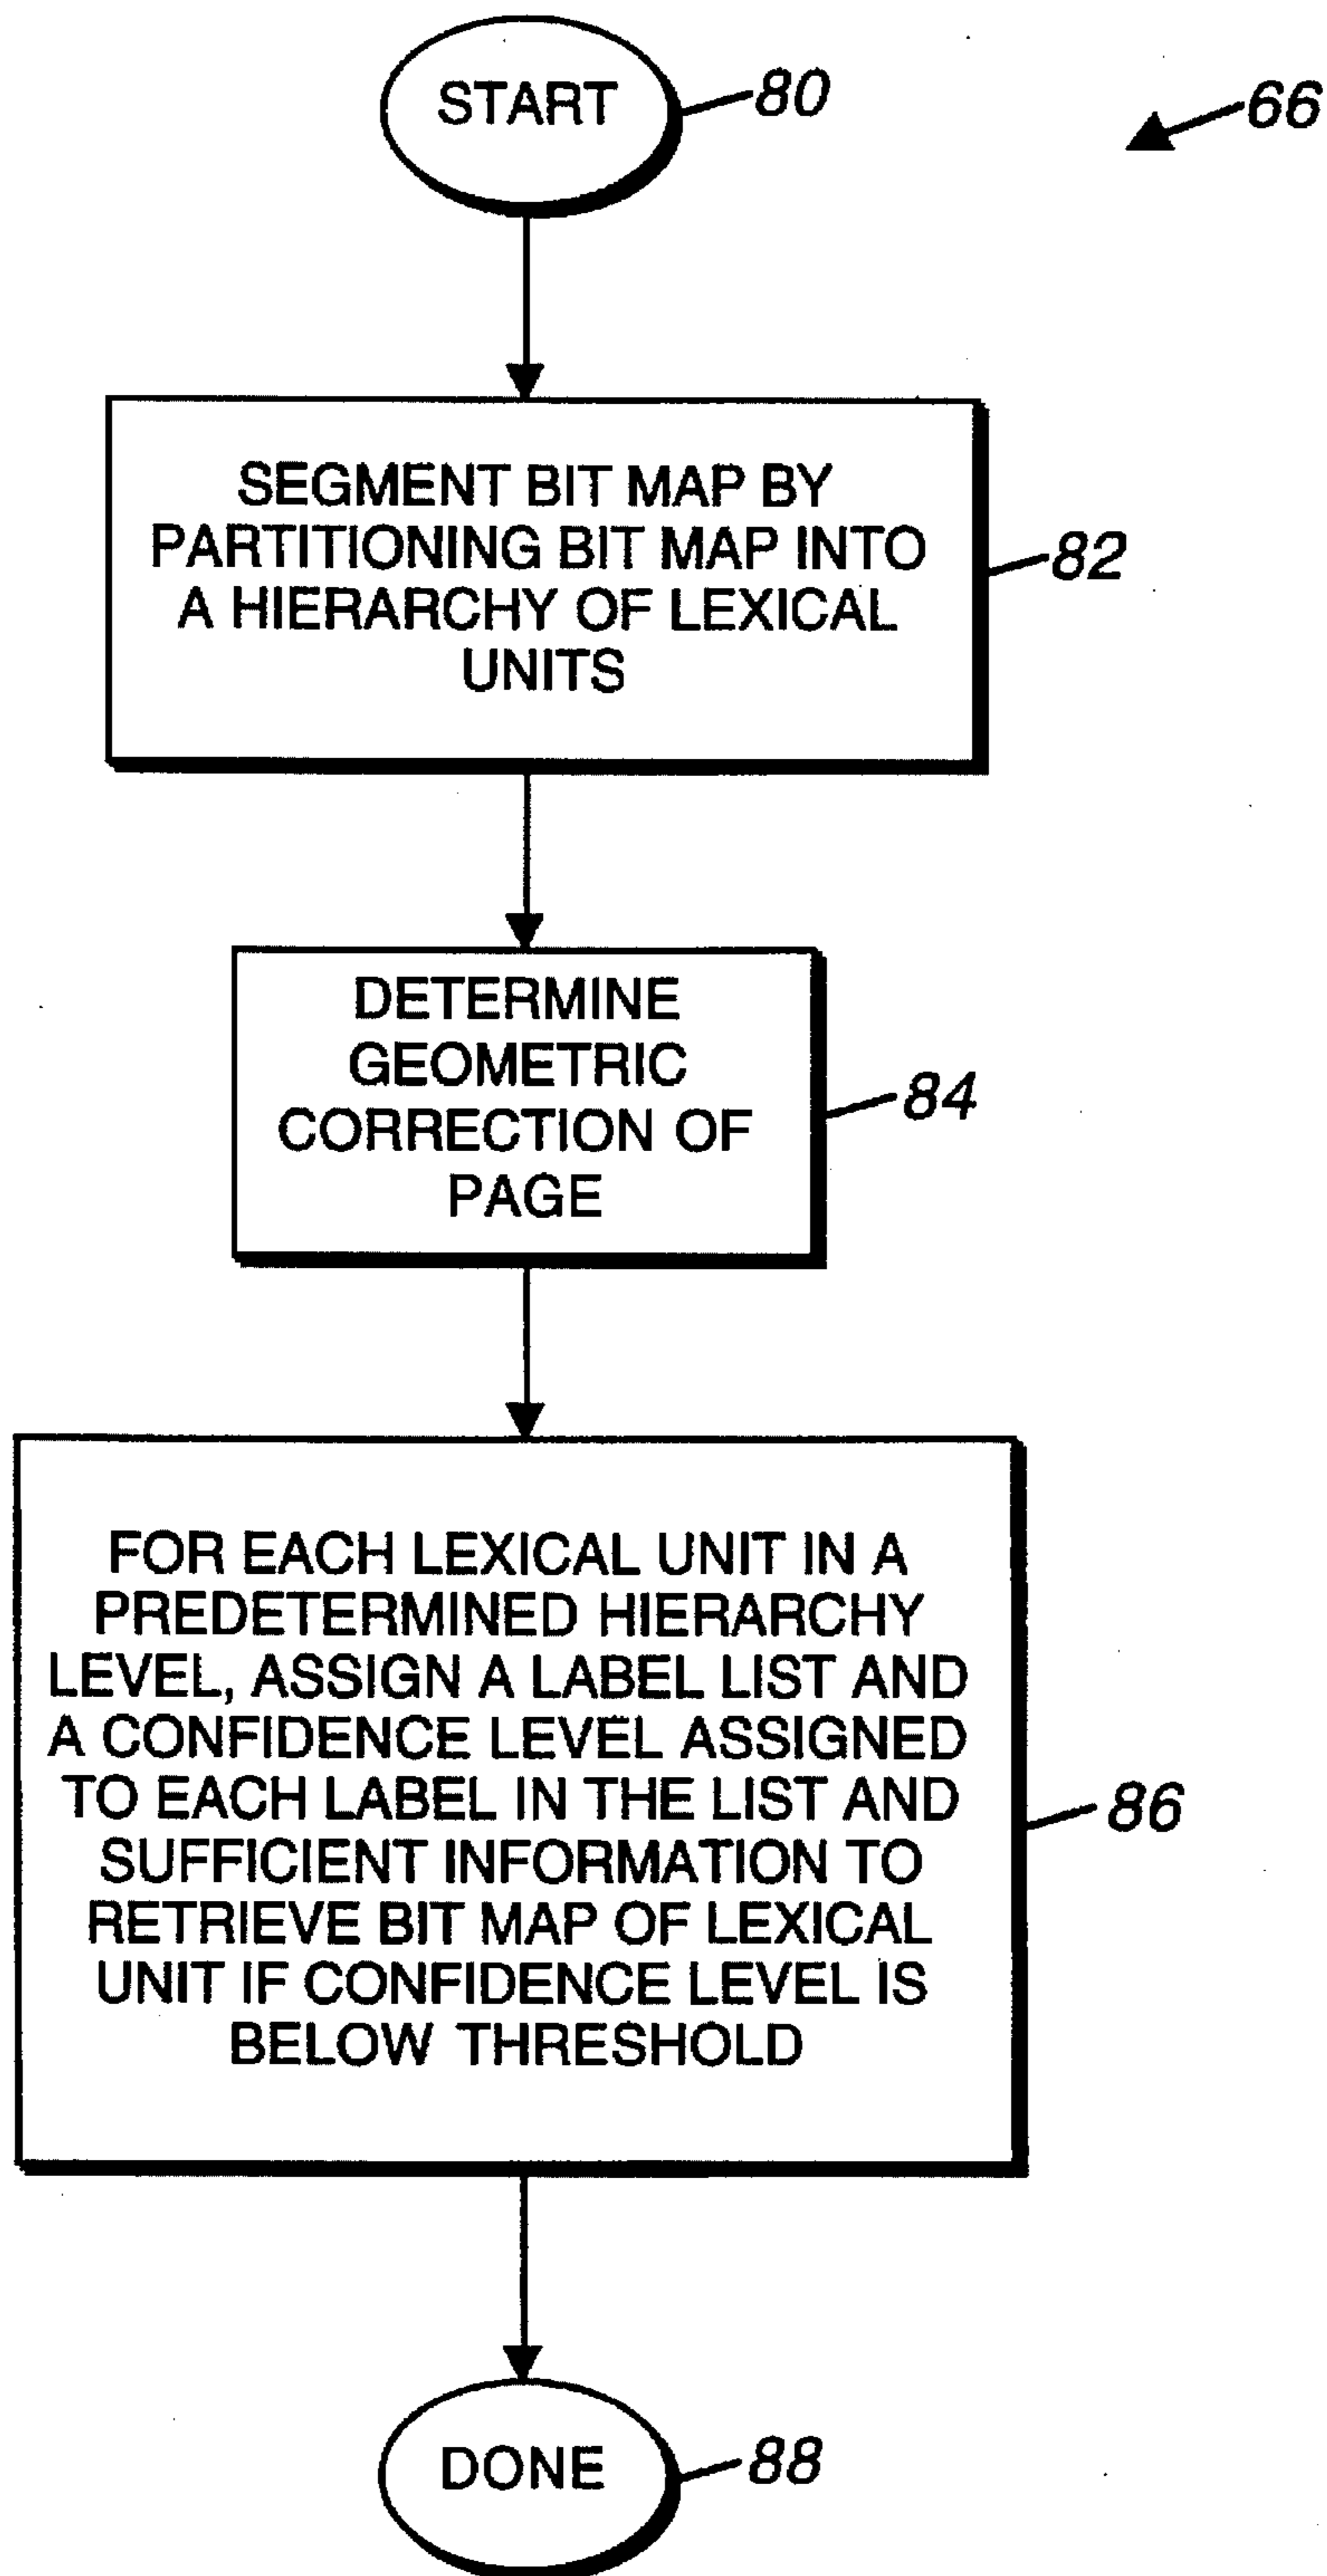 START
80
66
SEGMENT BIT MAP BY
PARTITIONING BIT MAP INTO
A HIERARCHY OF LEXICAL
UNITS
82
DETERMINE
GEOMETRIC
CORRECTION OF
PAGE
84
FOR EACH LEXICAL UNIT IN A
PREDETERMINED HIERARCHY
LEVEL, ASSIGN A LABEL LIST AND
A CONFIDENCE LEVEL ASSIGNED
TO EACH LABEL IN THE LIST AND
SUFFICIENT INFORMATION TO
RETRIEVE BIT MAP OF LEXICAL
UNIT IF CONFIDENCE LEVEL IS
BELOW THRESHOLD
86
DONE
88